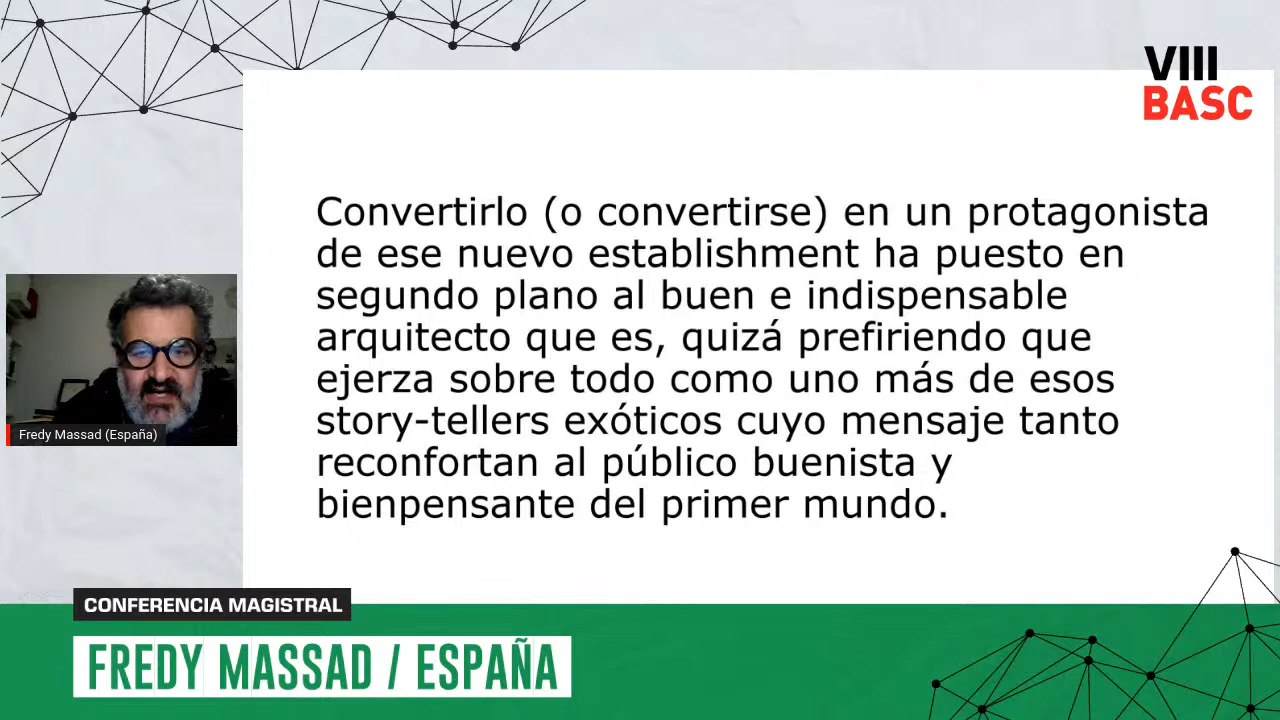 VIII
BASC
Convertirlo (o convertirse) en un protagonista
de ese nuevo establishment ha puesto en
segundo plano al buen e indispensable
arquitecto que es, quizá prefiriendo que
ejerza sobre todo como uno más de esos
story-tellers exóticos cuyo mensaje tanto
reconfortan al público buenista y
bienpensante del primer mundo.
Fredy Massad (España)
CONFERENCIA MAGISTRAL
FREDY MASSAD / ESPAÑA